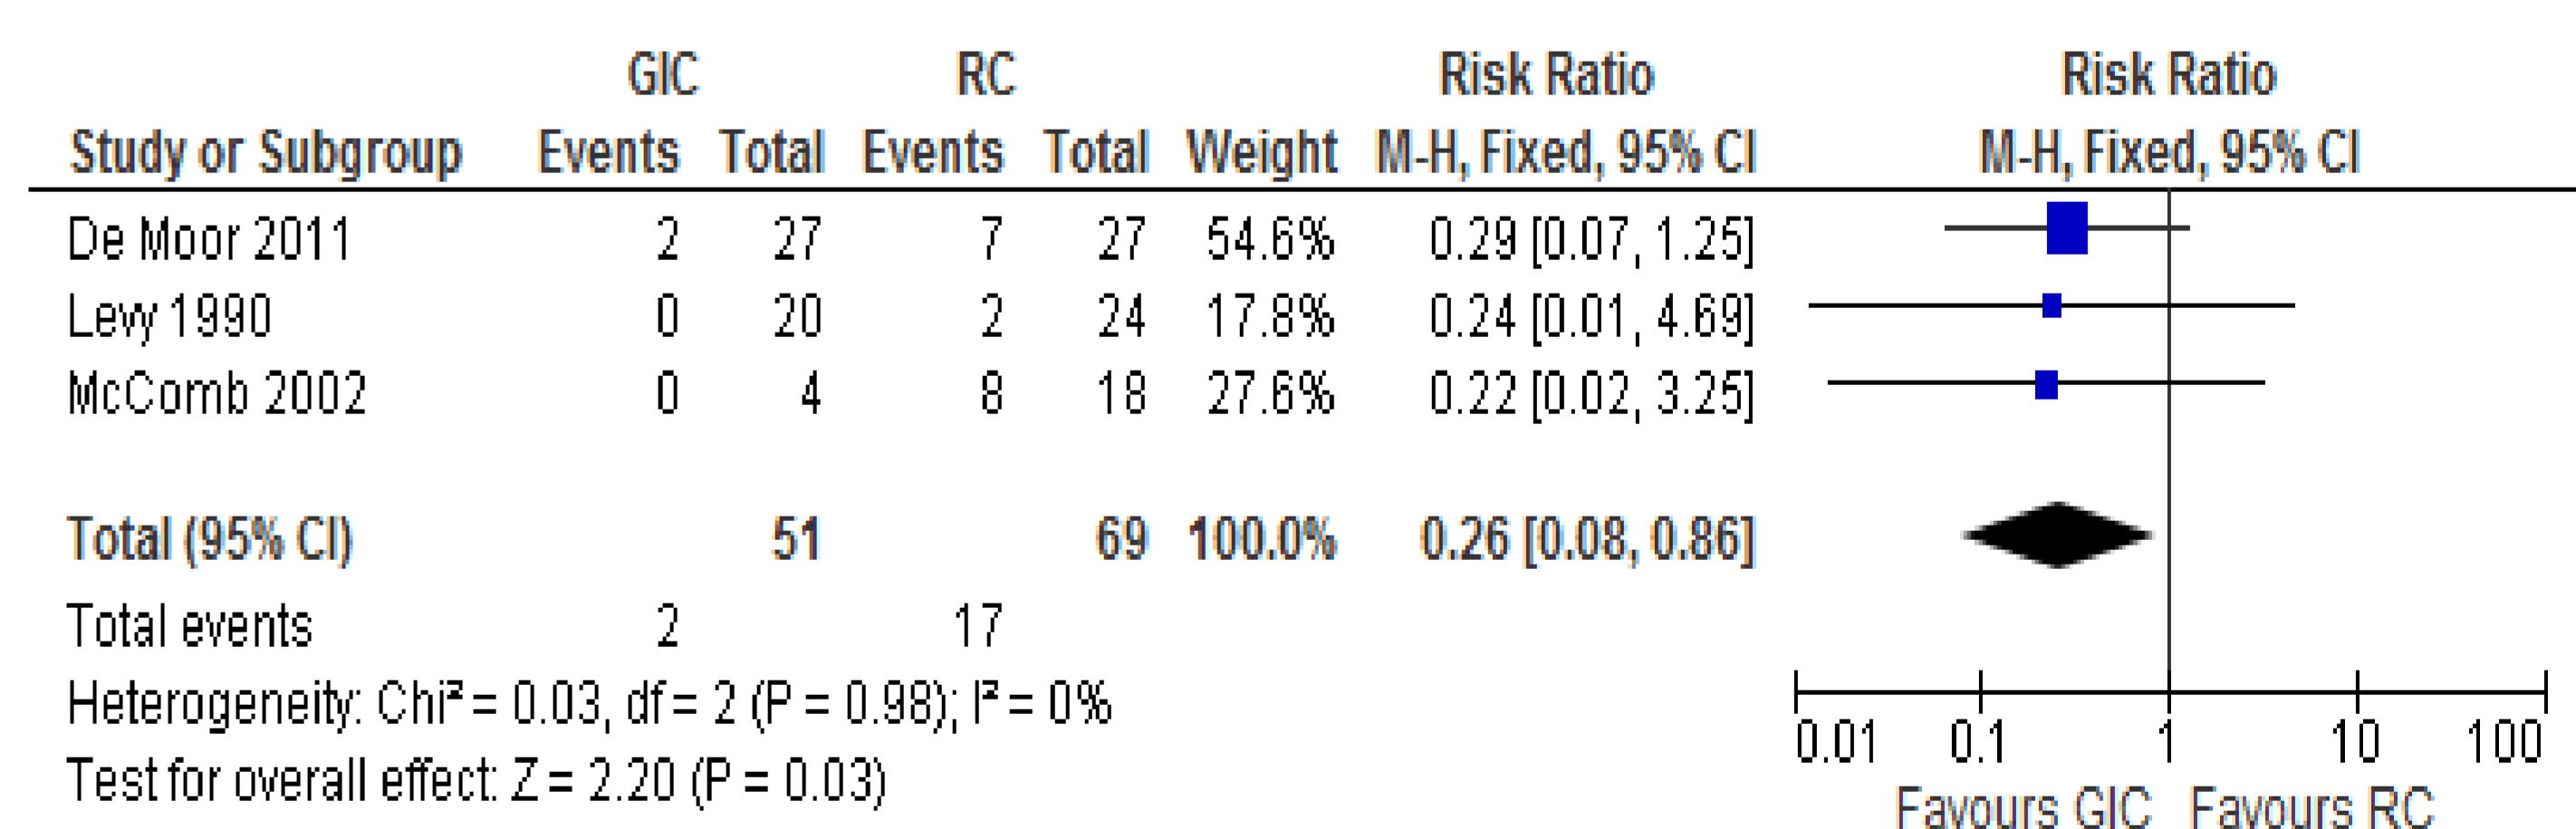 GIC RC Risk Ratio Risk Ratio
Study or Subgroup Events Total Events Total Weight M-H, Fixed, 95% CI M-H, Fixed, 95% CI
De Moor 2011 2 27 7 27 54.6% 0.29 [0.07, 1.25]
Levy 1990 0 20 2 24 17.8% 0.24 [0.01, 4.69]
McComb 2002 0 4 8 18 27.6% 0.22 [0.02, 3.25]
Total (95% CI) 51 69 100.0% 0.26 [0.08, 0.86]
Total events 2 17
Heterogeneity: Chi² = 0.03, df = 2 (P = 0.98); I² = 0%
Test for overall effect: Z = 2.20 (P = 0.03)
0.01 0.1 1 10 100
Favours GIC Favours RC